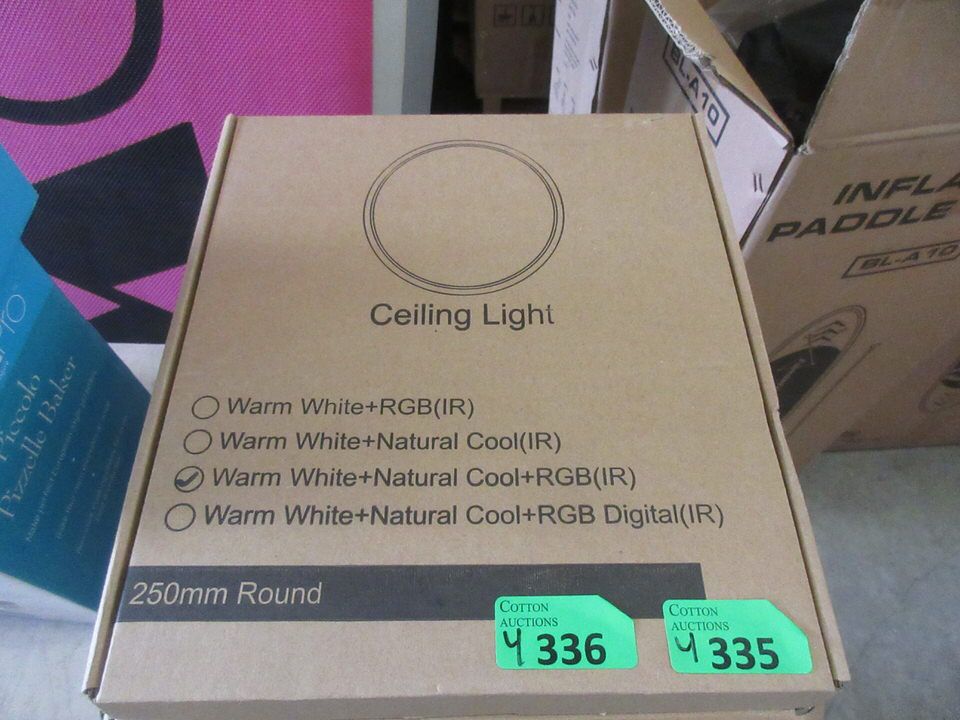 Ceiling Light
Warm White+RGB(IR)
Warm White+Natural Cool(IR)
Warm White+Natural Cool+RGB(IR)
Warm White+Natural Cool+RGB Digital(IR)
250mm Round
COTTON
AUCTIONS
4 336
COTTON
AUCTIONS
4 335
Piccolo
Pizzelle Baker
BL-A10
INFLA
PADDLE
BL-A10